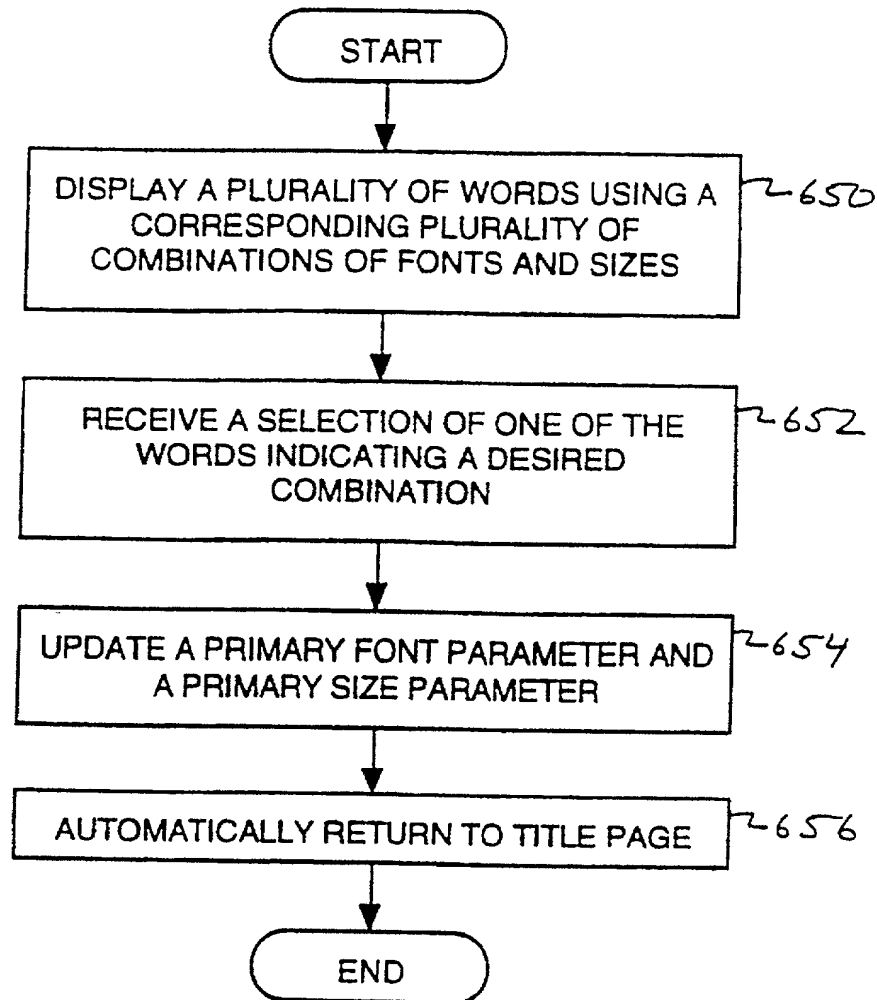 START
DISPLAY A PLURALITY OF WORDS USING A
CORRESPONDING PLURALITY OF
COMBINATIONS OF FONTS AND SIZES
650
RECEIVE A SELECTION OF ONE OF THE
WORDS INDICATING A DESIRED
COMBINATION
652
UPDATE A PRIMARY FONT PARAMETER AND
A PRIMARY SIZE PARAMETER
654
AUTOMATICALLY RETURN TO TITLE PAGE
656
END